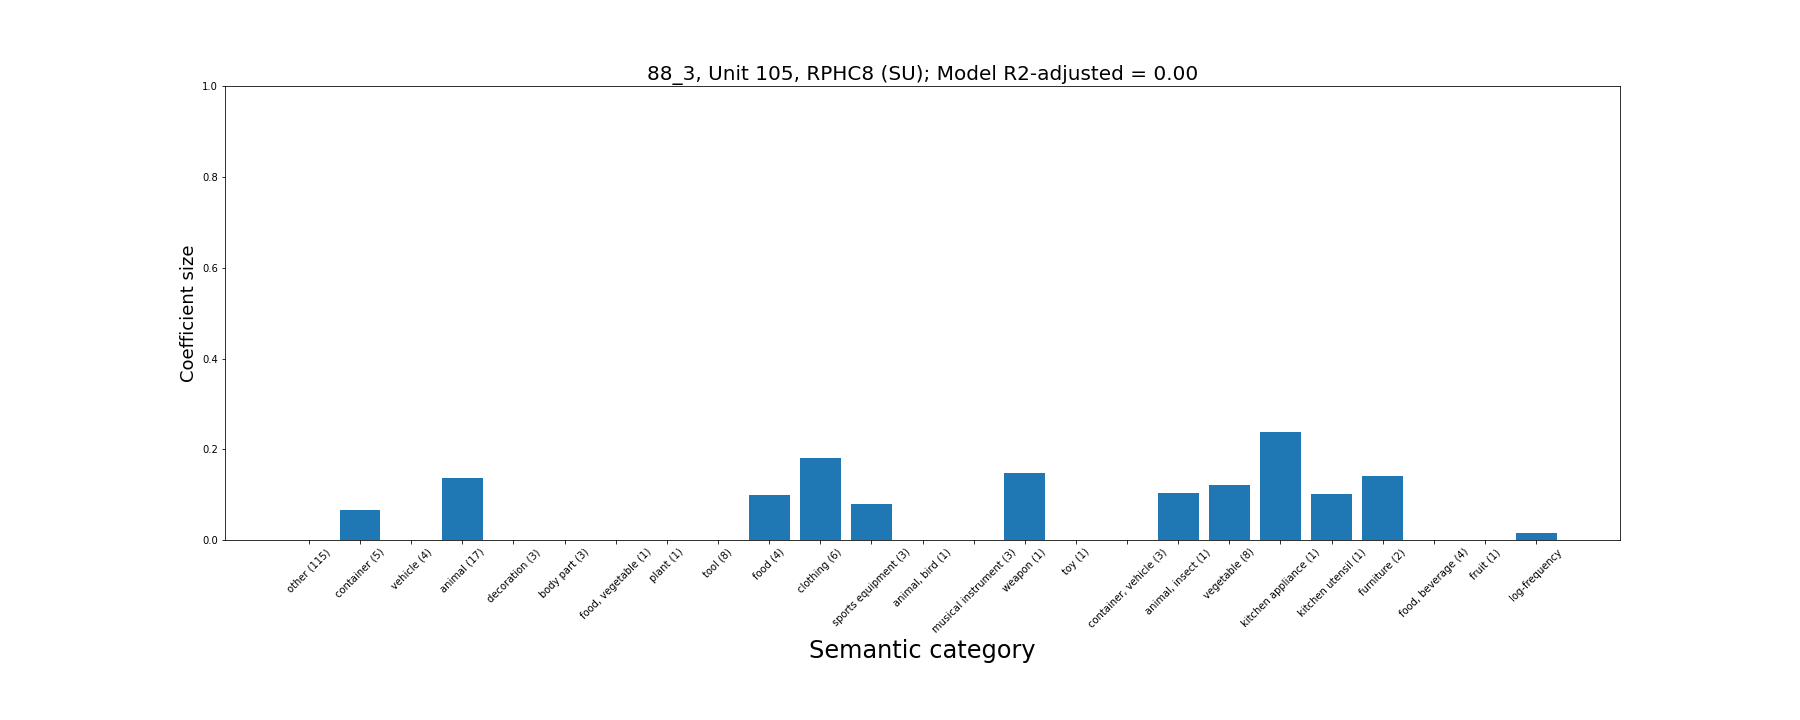 88_3, Unit 105, RPHC8 (SU); Model R2-adjusted = 0.00
Coefficient size
1.0
0.8
0.6
0.4
0.2
0.0
other (115)
container (5)
vehicle (4)
animal (17)
decoration (3)
body part (3)
food, vegetable (1)
plant (1)
tool (8)
food (4)
clothing (6)
sports equipment (3)
animal, bird (1)
musical instrument (3)
weapon (1)
toy (1)
container, vehicle (3)
animal, insect (1)
vegetable (8)
kitchen appliance (1)
kitchen utensil (1)
furniture (2)
food, beverage (4)
fruit (1)
log-frequency
Semantic category